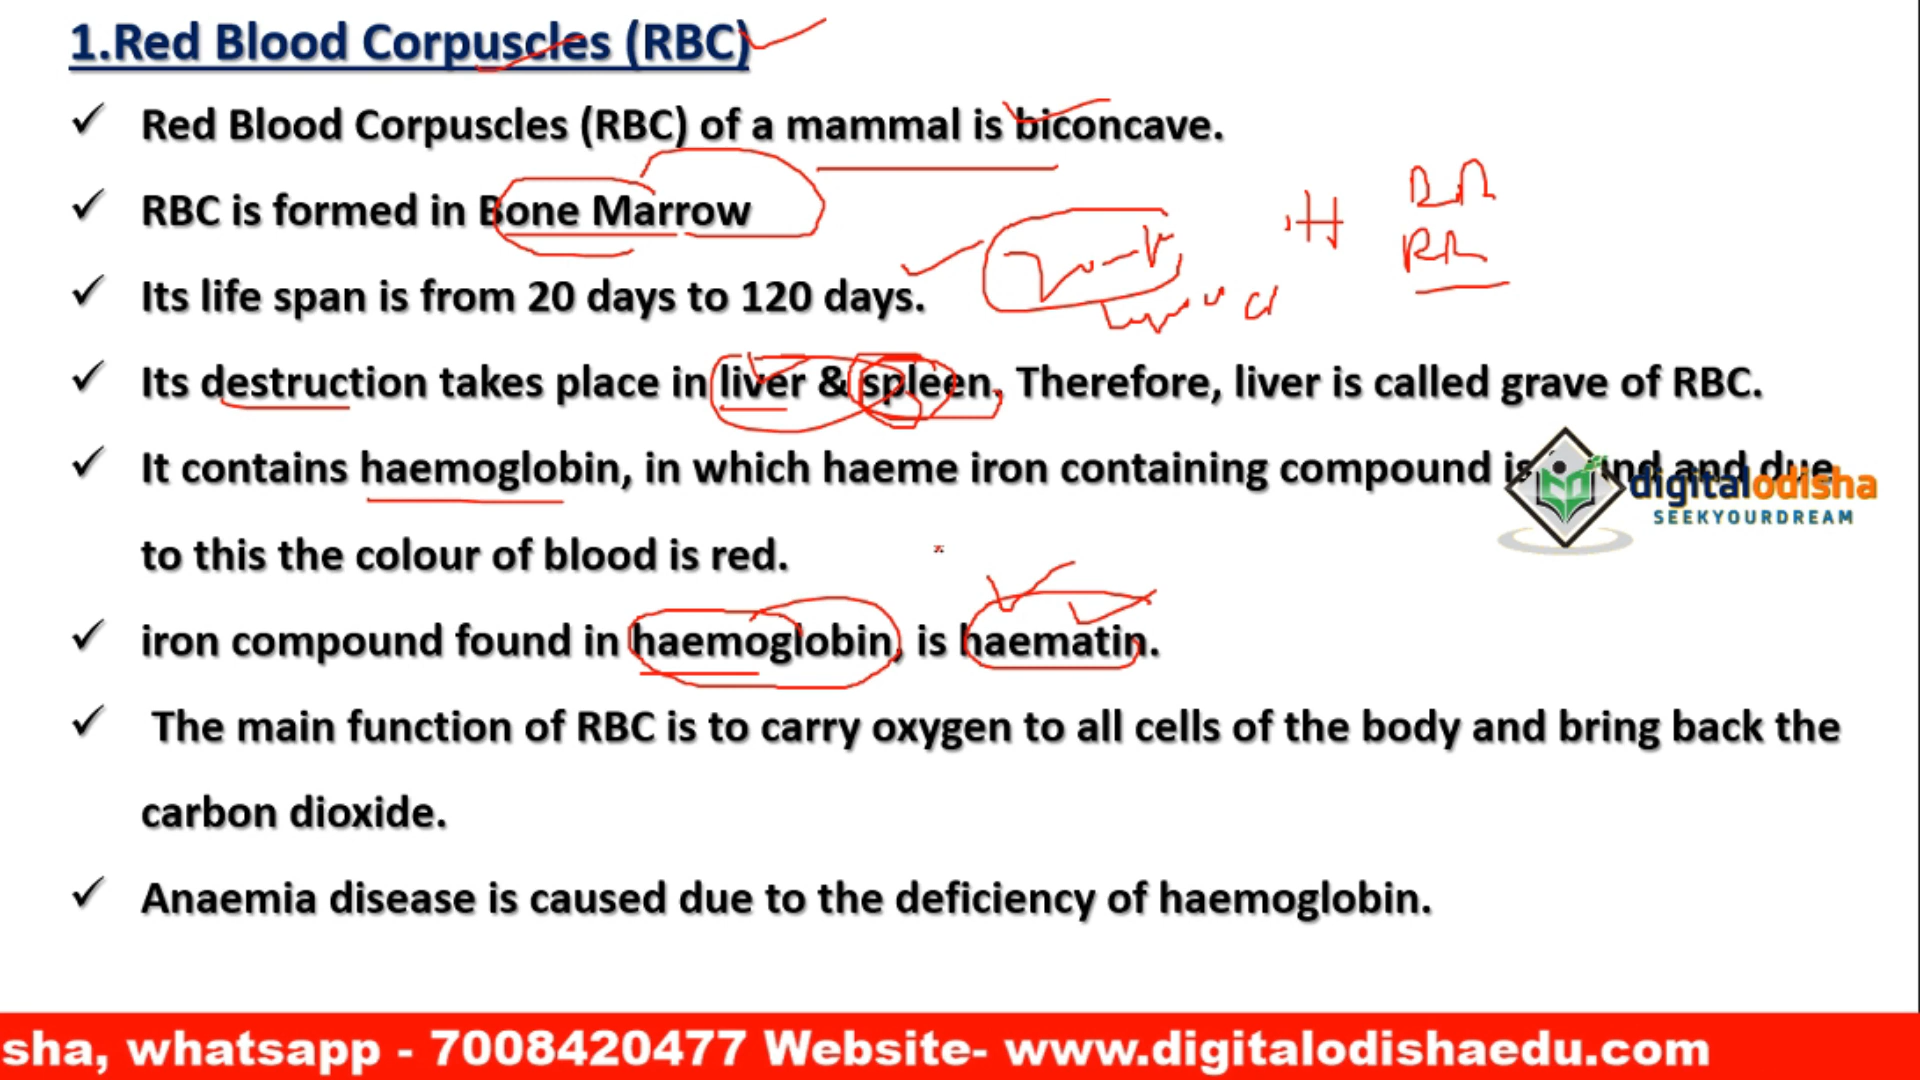 1.Red Blood Corpuscles (RBC)
✓ Red Blood Corpuscles (RBC) of a mammal is biconcave.
✓ RBC is formed in Bone Marrow
✓ Its life span is from 20 days to 120 days.
✓ Its destruction takes place in liver & spleen. Therefore, liver is called grave of RBC.
✓ It contains haemoglobin, in which haeme iron containing compound is and due
digitalodisha
SEEKYOURDREAM
to this the colour of blood is red.
✓ iron compound found in haemoglobin, is haematin.
✓ The main function of RBC is to carry oxygen to all cells of the body and bring back the
carbon dioxide.
✓ Anaemia disease is caused due to the deficiency of haemoglobin.
sha, whatsapp - 7008420477 Website- www.digitalodishaedu.com